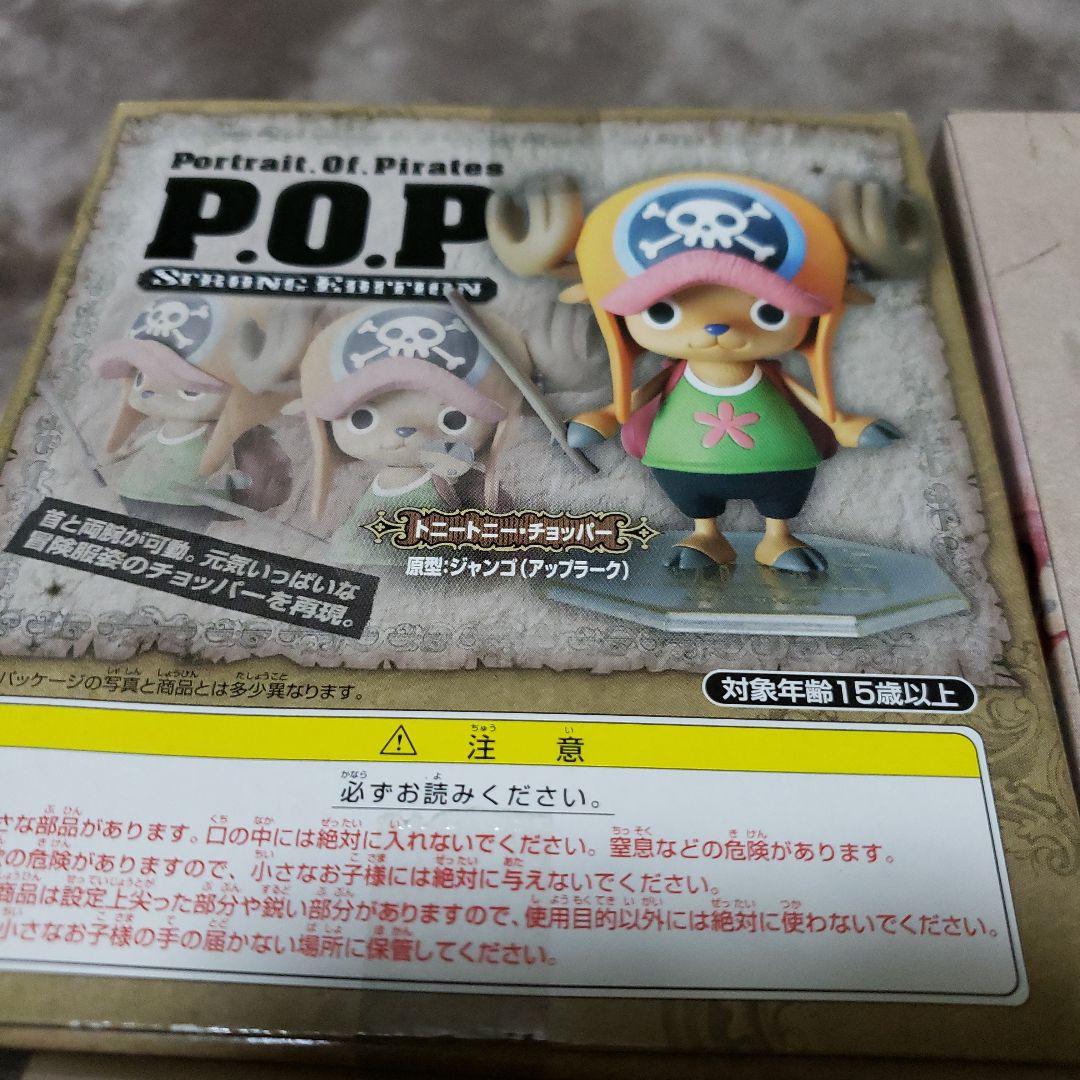 Portrait.Of.Pirates
P.O.P
STRONG EDITION
トニートニー・チョッパー
原型:ジャンゴ(アップラーク)
首と両腕が可動。元気いっぱいな
冒険服姿のチョッパーを再現。
パッケージの写真と商品とは多少異なります。
対象年齢15歳以上
注意
必ずお読みください。
さな部品があります。口の中には絶対に入れないでください。窒息などの危険があります。
の危険がありますので、小さなお子様には絶対に与えないでください。
商品は設定上尖った部分や鋭い部分がありますので、使用目的以外には絶対に使わないでください。
小さなお子様の手の届かない場所に保管してください。